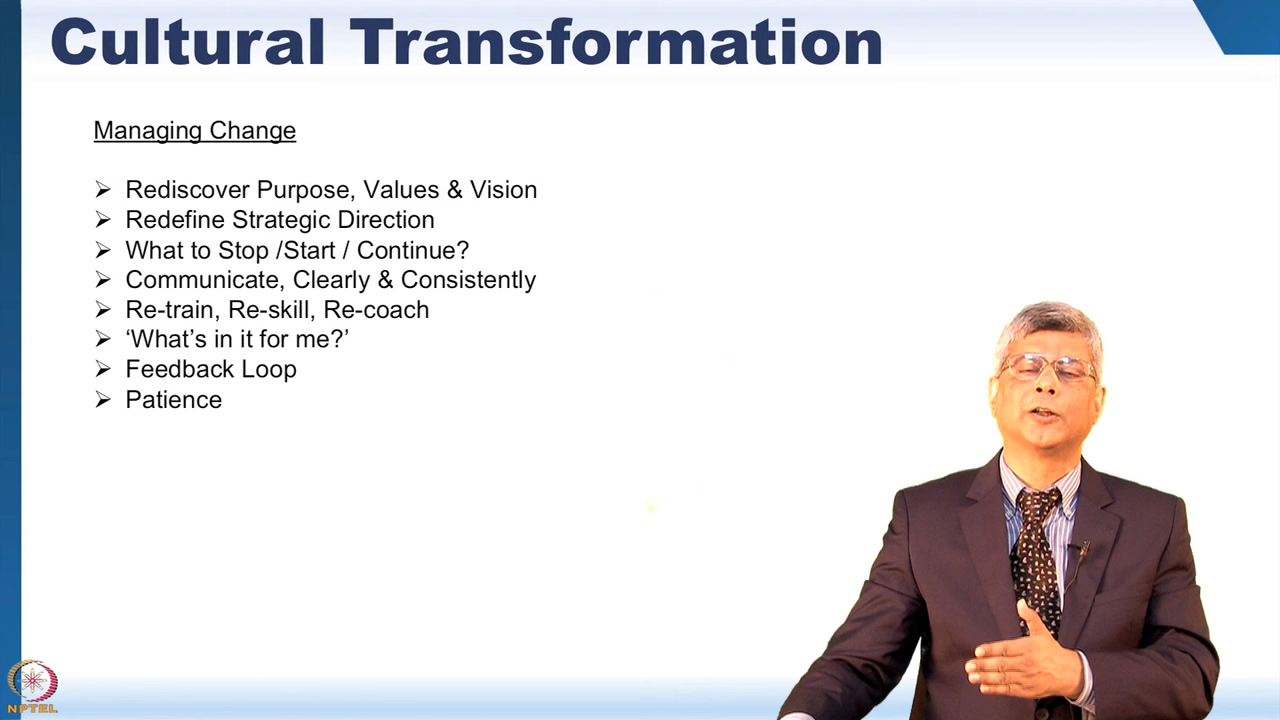 Cultural Transformation
Managing Change
➢ Rediscover Purpose, Values & Vision
➢ Redefine Strategic Direction
➢ What to Stop /Start / Continue?
➢ Communicate, Clearly & Consistently
➢ Re-train, Re-skill, Re-coach
➢ ‘What’s in it for me?’
➢ Feedback Loop
➢ Patience
NPTEL